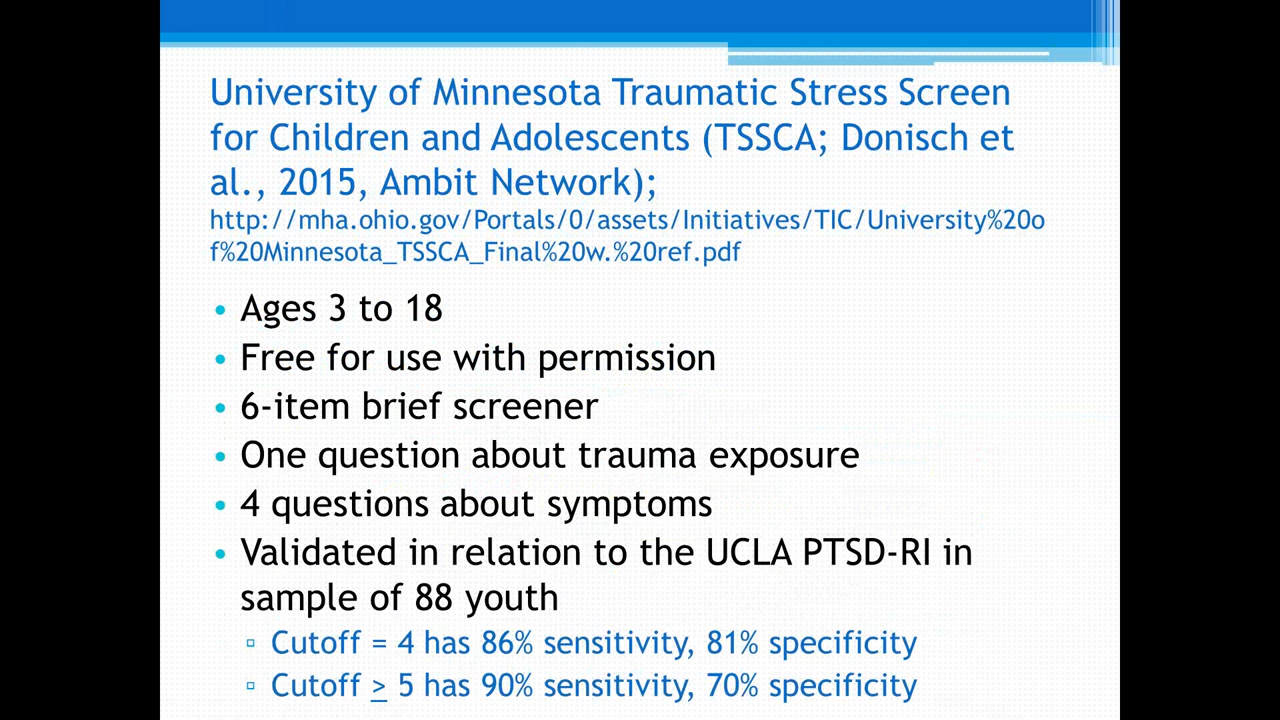 University of Minnesota Traumatic Stress Screen
for Children and Adolescents (TSSCA; Donisch et
al., 2015, Ambit Network);
http://mha.ohio.gov/Portals/0/assets/Initiatives/TIC/University%20o
f%20Minnesota_TSSCA_Final%20w.%20ref.pdf
• Ages 3 to 18
• Free for use with permission
• 6-item brief screener
• One question about trauma exposure
• 4 questions about symptoms
• Validated in relation to the UCLA PTSD-RI in
sample of 88 youth
▫ Cutoff = 4 has 86% sensitivity, 81% specificity
▫ Cutoff ≥ 5 has 90% sensitivity, 70% specificity